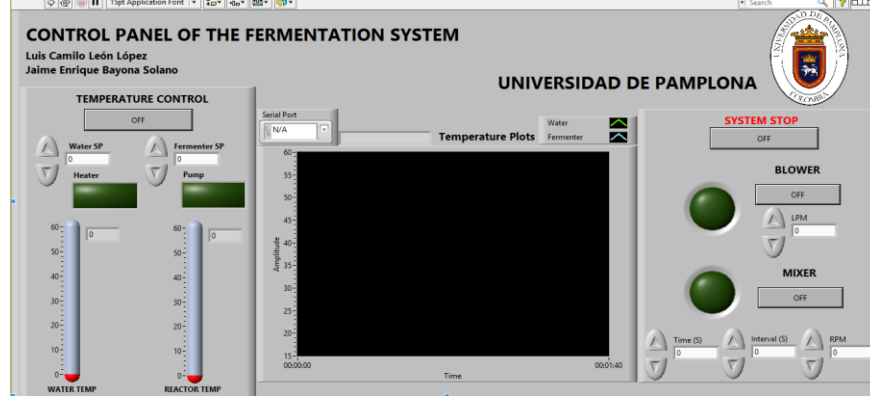 15pt Application Font
Search
CONTROL PANEL OF THE FERMENTATION SYSTEM
Luis Camilo León López
Jaime Enrique Bayona Solano
UNIVERSIDAD DE PAMPLONA
UNIVERSIDAD DE PAMPLONA
COLOMBIA
TEMPERATURE CONTROL
OFF
Water SP
0
Fermenter SP
0
Heater
Pump
60
50
40
30
20
10
0
0
WATER TEMP
60
50
40
30
20
10
0
0
REACTOR TEMP
Serial Port
N/A
Temperature Plots
Water
Fermenter
60
55
50
45
40
35
30
25
20
15
Amplitude
00:00:00
00:01:40
Time
SYSTEM STOP
OFF
BLOWER
OFF
LPM
0
MIXER
OFF
Time (S)
0
Interval (S)
0
RPM
0